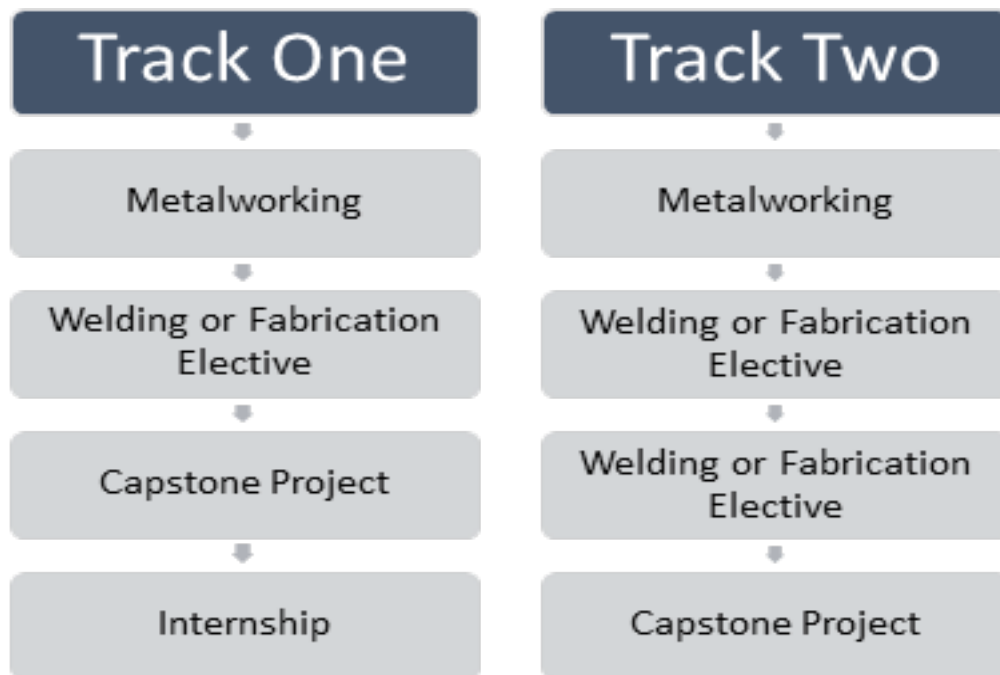 Track One
Metalworking
Welding or Fabrication
Elective
Capstone Project
Internship
Track Two
Metalworking
Welding or Fabrication
Elective
Welding or Fabrication
Elective
Capstone Project